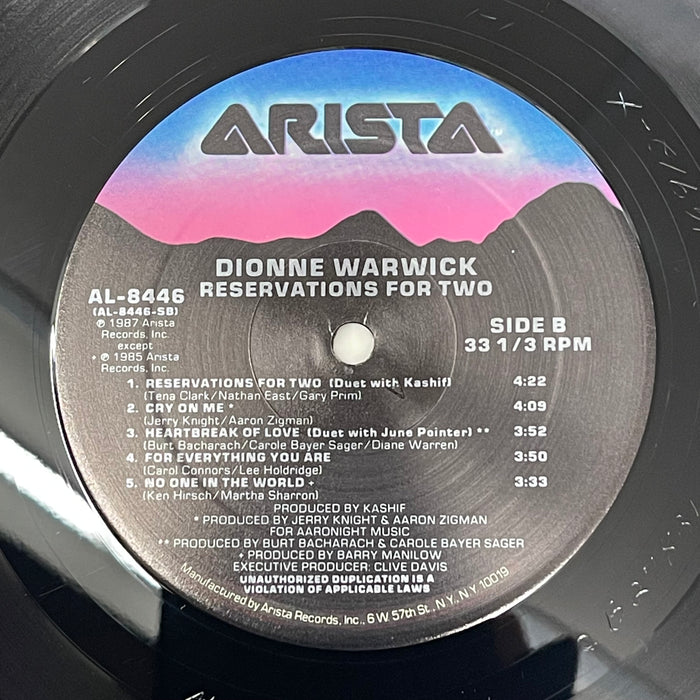 ARISTA
DIONNE WARWICK
RESERVATIONS FOR TWO
AL-8446
(AL-8446-SB)
℗ 1987 Arista
Records, Inc.
except
+ ℗ 1985 Arista
Records, Inc.
SIDE B
33 1/3 RPM
1. RESERVATIONS FOR TWO (Duet with Kashif) 4:22
(Tena Clark/Nathan East/Gary Prim)
2. CRY ON ME * 4:09
(Jerry Knight/Aaron Zigman)
3. HEARTBREAK OF LOVE (Duet with June Pointer) ** 3:52
(Burt Bacharach/Carole Bayer Sager/Diane Warren)
4. FOR EVERYTHING YOU ARE 3:50
(Carol Connors/Lee Holdridge)
5. NO ONE IN THE WORLD + 3:33
(Ken Hirsch/Martha Sharron)
PRODUCED BY KASHIF
* PRODUCED BY JERRY KNIGHT & AARON ZIGMAN
FOR AARONIGHT MUSIC
** PRODUCED BY BURT BACHARACH & CAROLE BAYER SAGER
+ PRODUCED BY BARRY MANILOW
EXECUTIVE PRODUCER: CLIVE DAVIS
UNAUTHORIZED DUPLICATION IS A
VIOLATION OF APPLICABLE LAWS
Manufactured by Arista Records, Inc., 6 W. 57th St., N.Y., N.Y. 10019